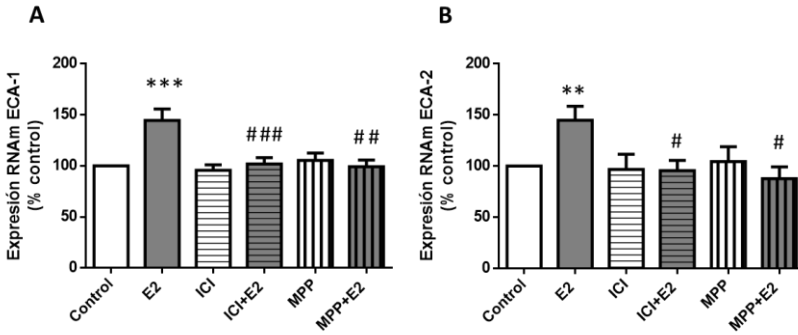 A
Expresión RNAm ECA-1
(% control)
200
150
100
50
0
***
###
##
Control
E2
ICI
ICI+E2
MPP
MPP+E2
B
Expresión RNAm ECA-2
(% control)
200
150
100
50
0
**
#
#
Control
E2
ICI
ICI+E2
MPP
MPP+E2